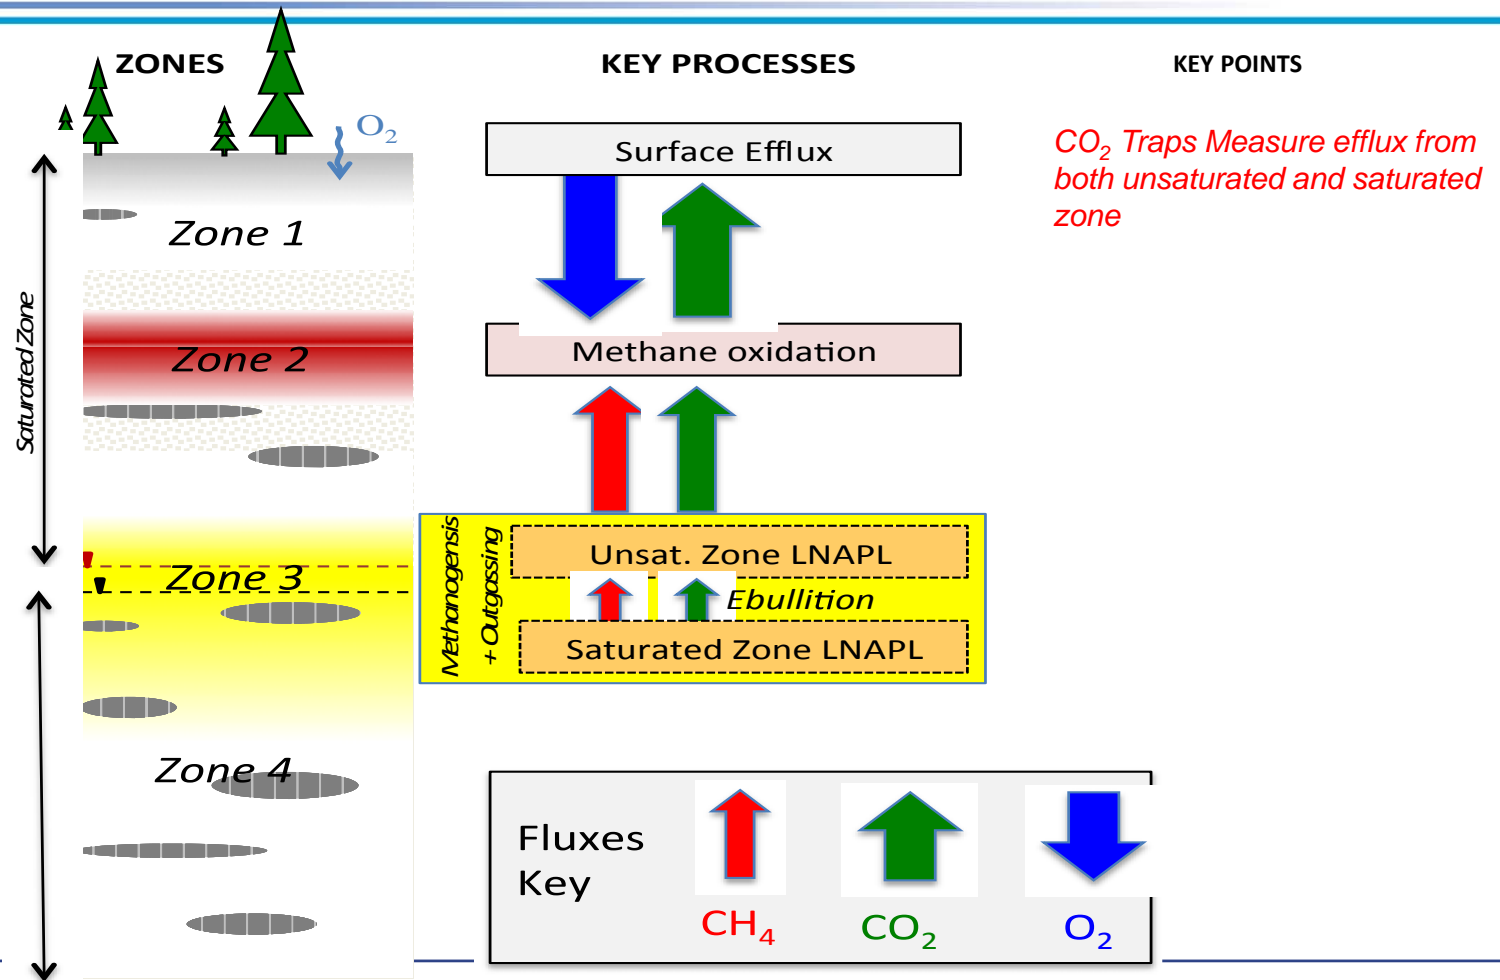 ZONES
KEY PROCESSES
KEY POINTS
O₂
Surface Efflux
CO₂ Traps Measure efflux from
both unsaturated and saturated
zone
Zone 1
Saturated Zone
Zone 2
Methane oxidation
Methanogensis
+ Outgassing
Unsat. Zone LNAPL
Zone 3
Ebullition
Saturated Zone LNAPL
Zone 4
Fluxes
Key
CH₄
CO₂
O₂